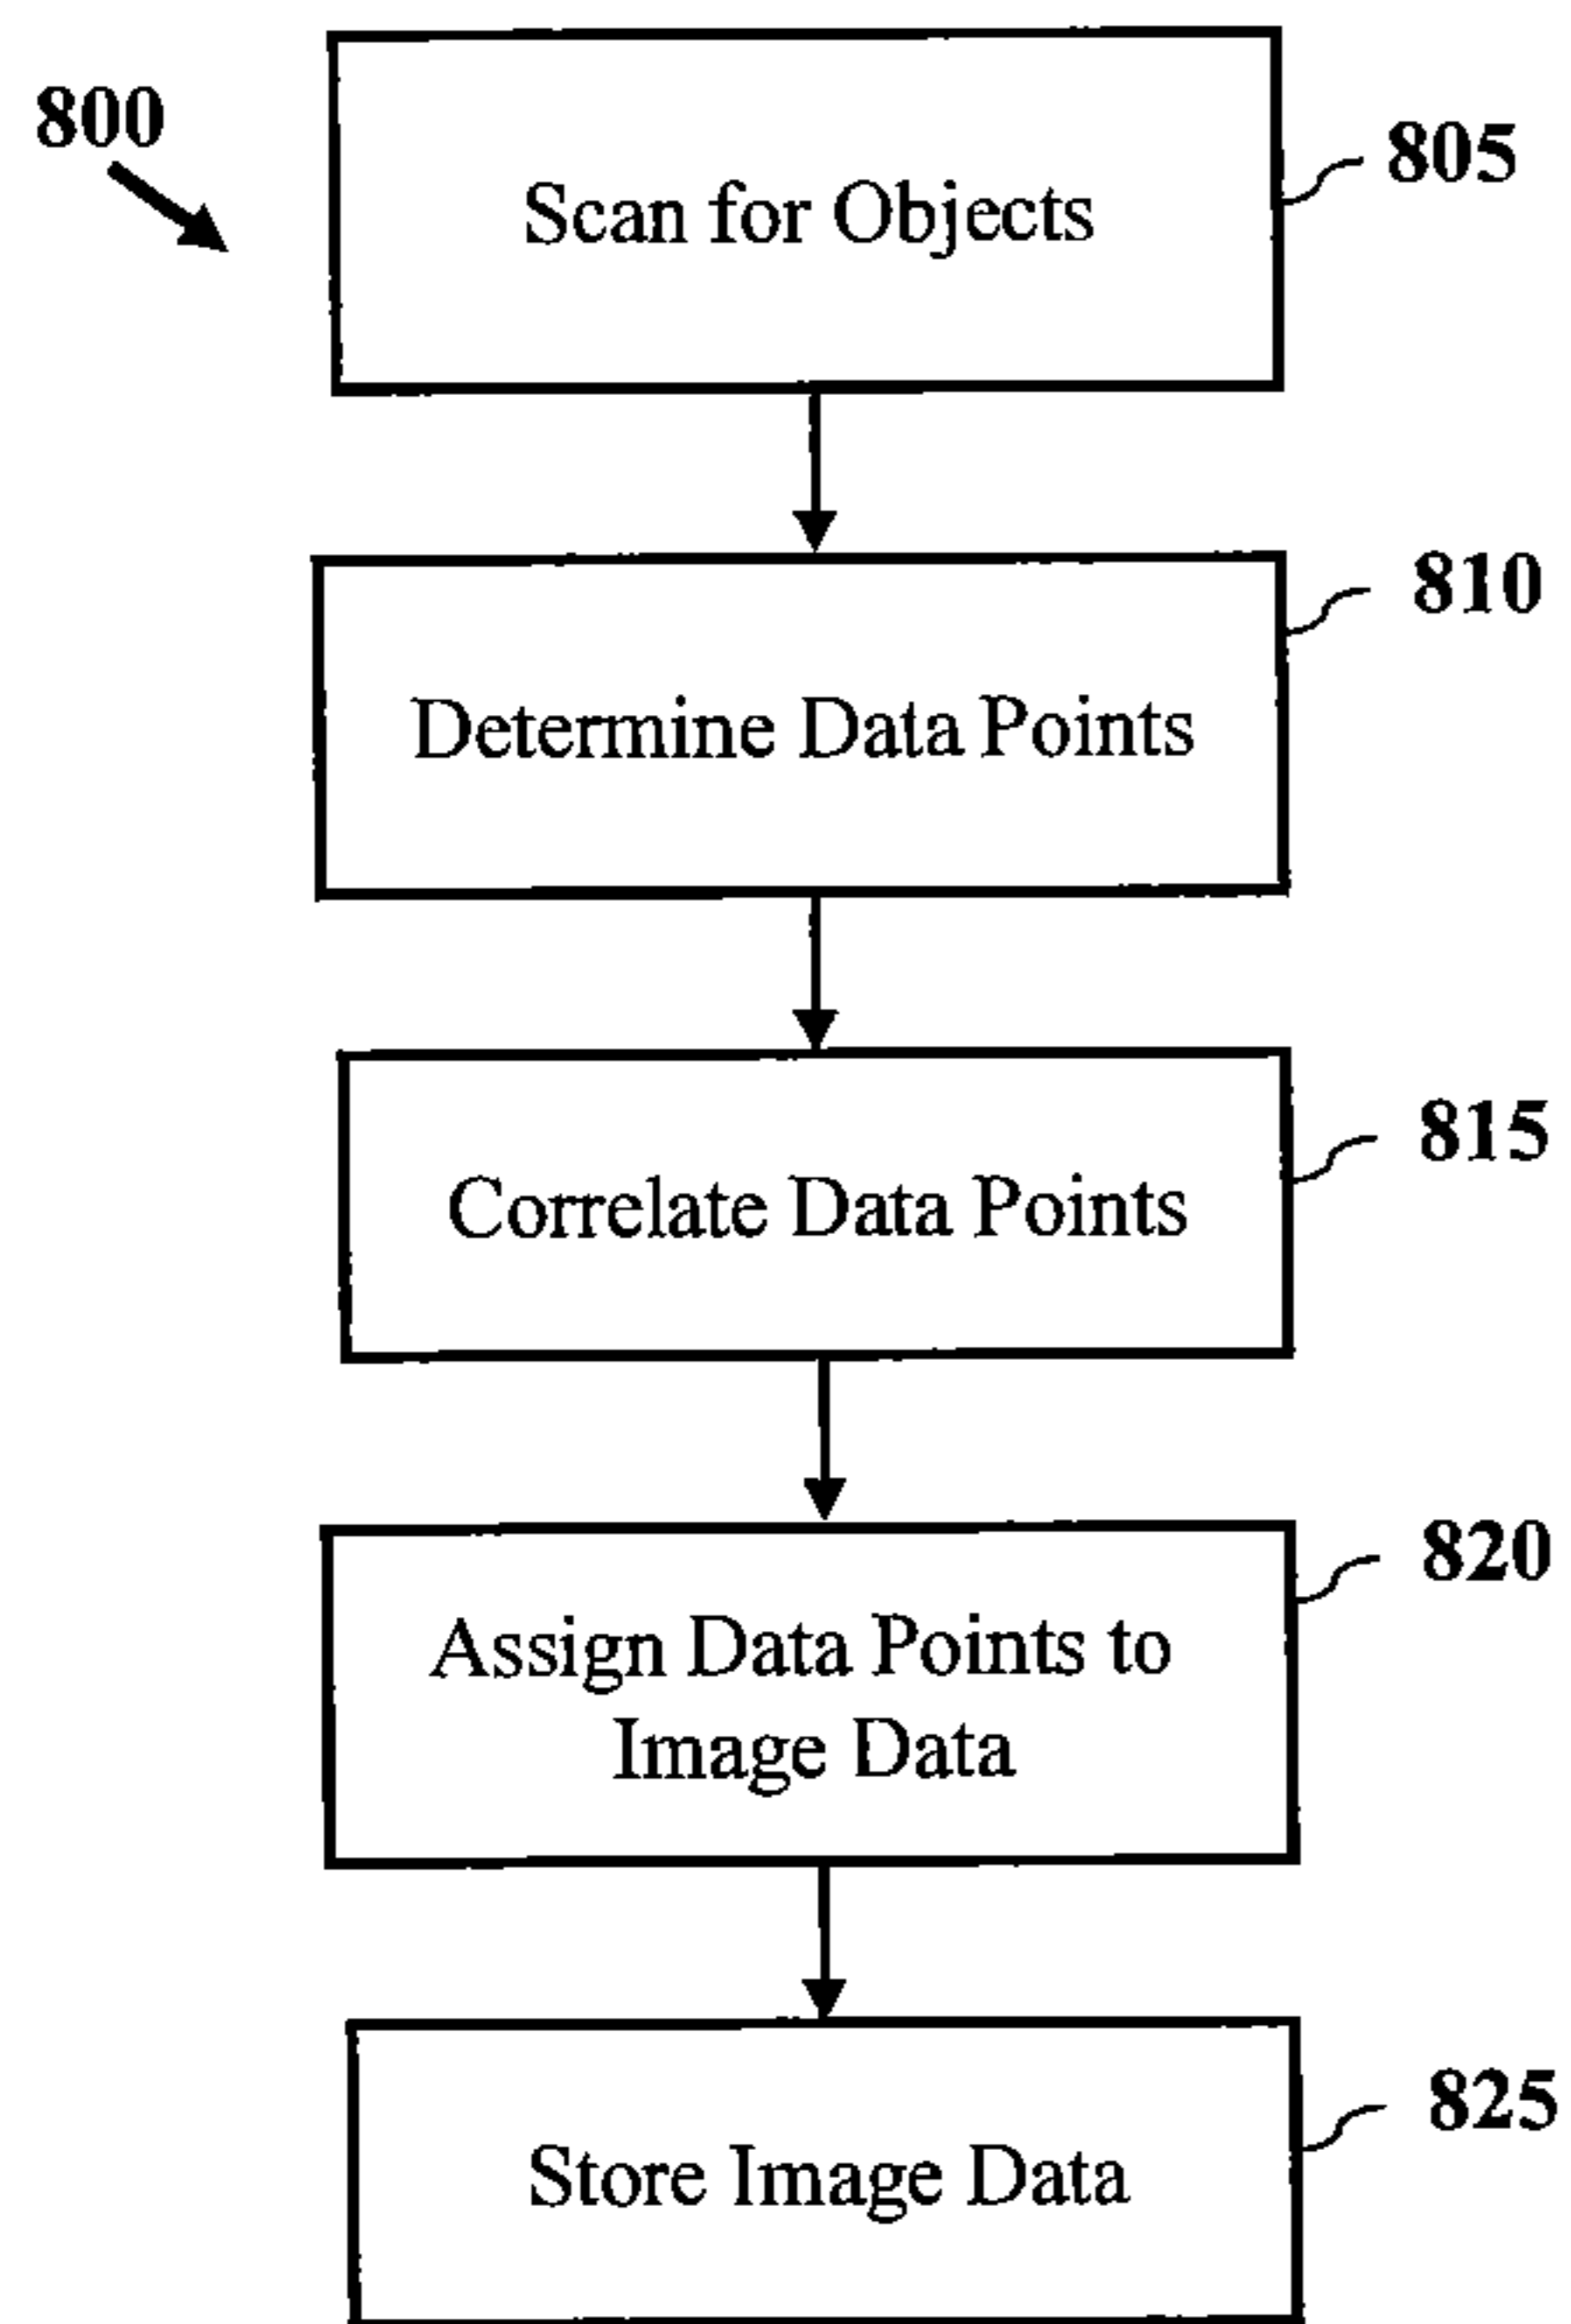 800
805
Scan for Objects
810
Determine Data Points
815
Correlate Data Points
820
Assign Data Points to
Image Data
825
Store Image Data